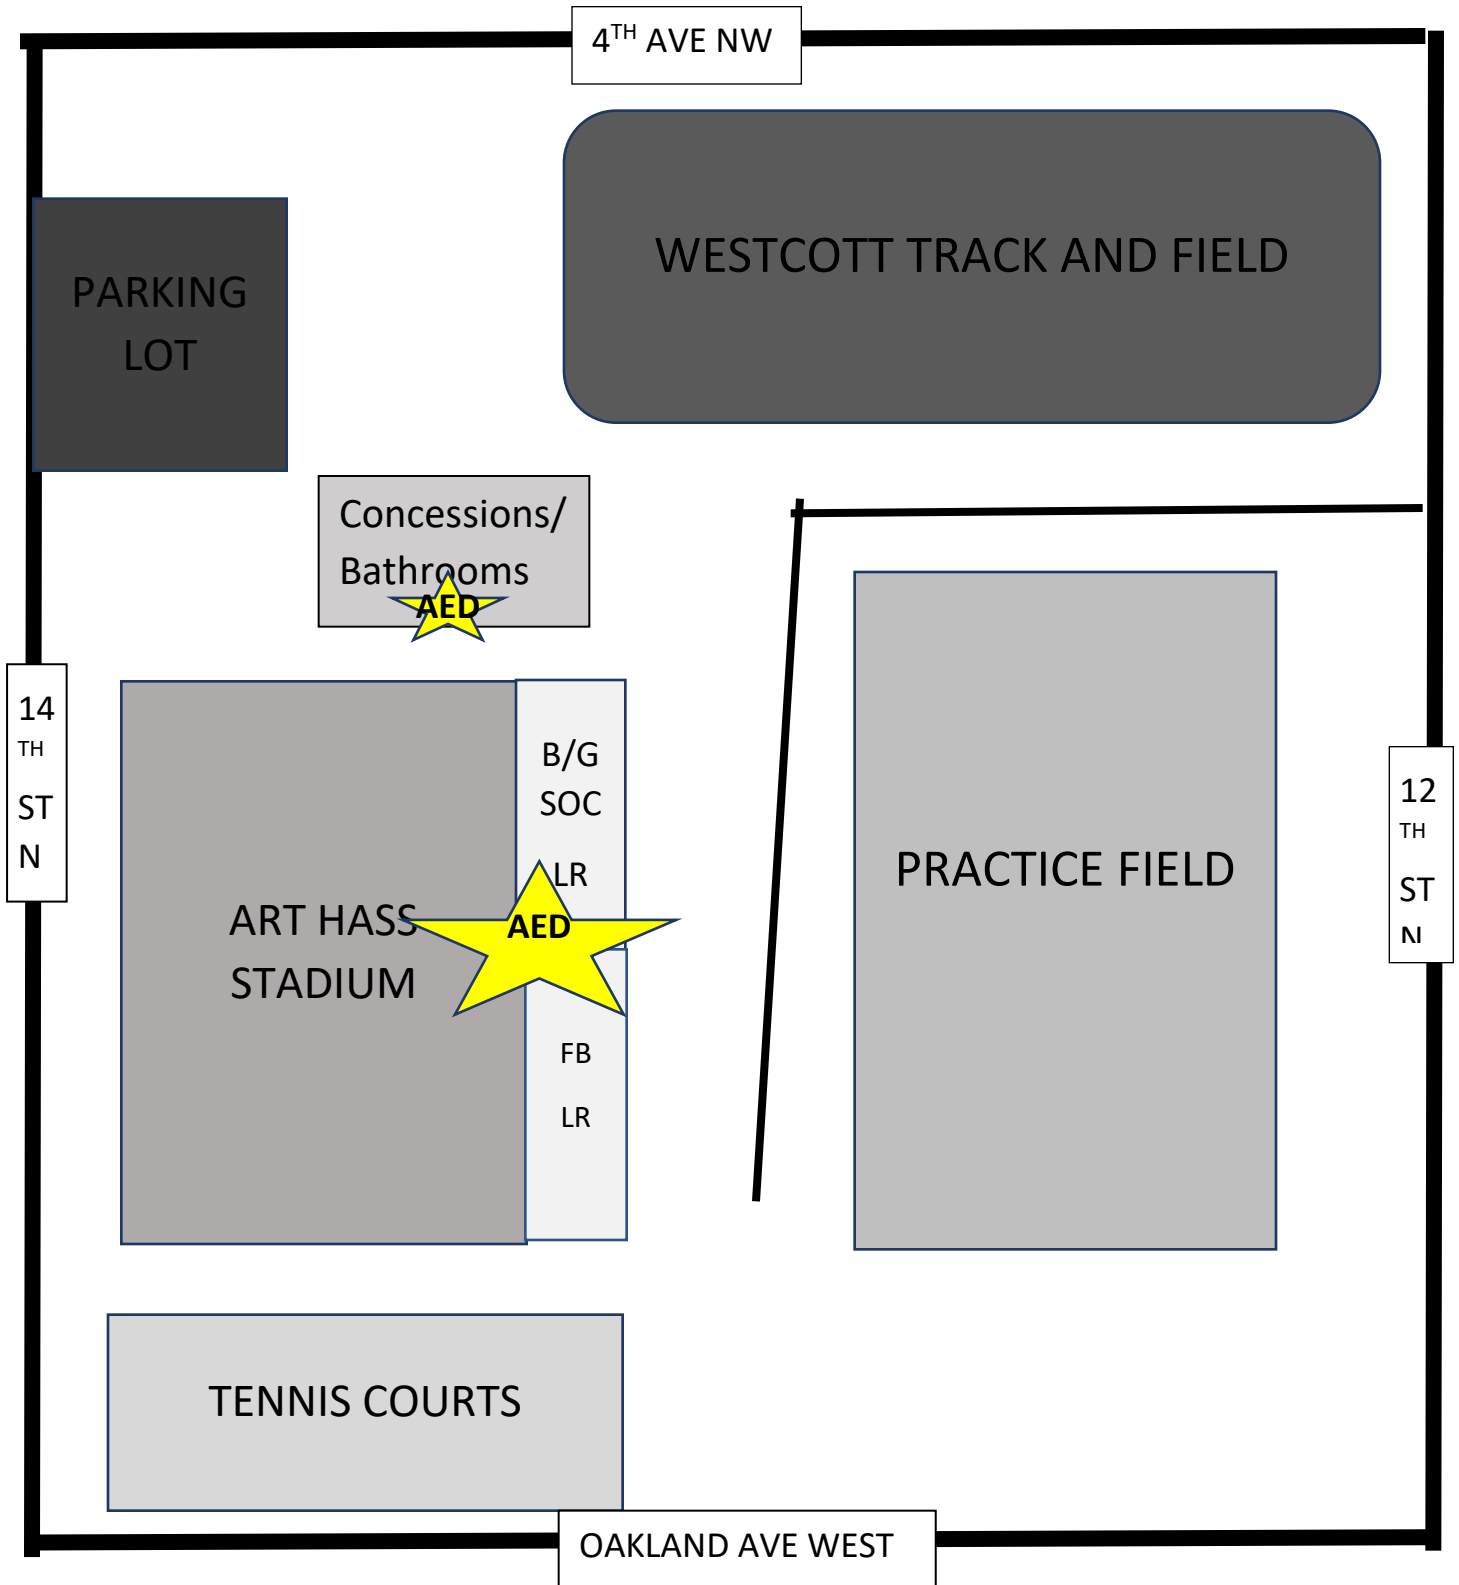 4TH AVE NW
WESTCOTT TRACK AND FIELD
PARKING
LOT
Concessions/
Bathrooms
AED
14
TH
ST
N
B/G
SOC
LR
AED
ART HASS
STADIUM
FB
LR
PRACTICE FIELD
12
TH
ST
N
TENNIS COURTS
OAKLAND AVE WEST